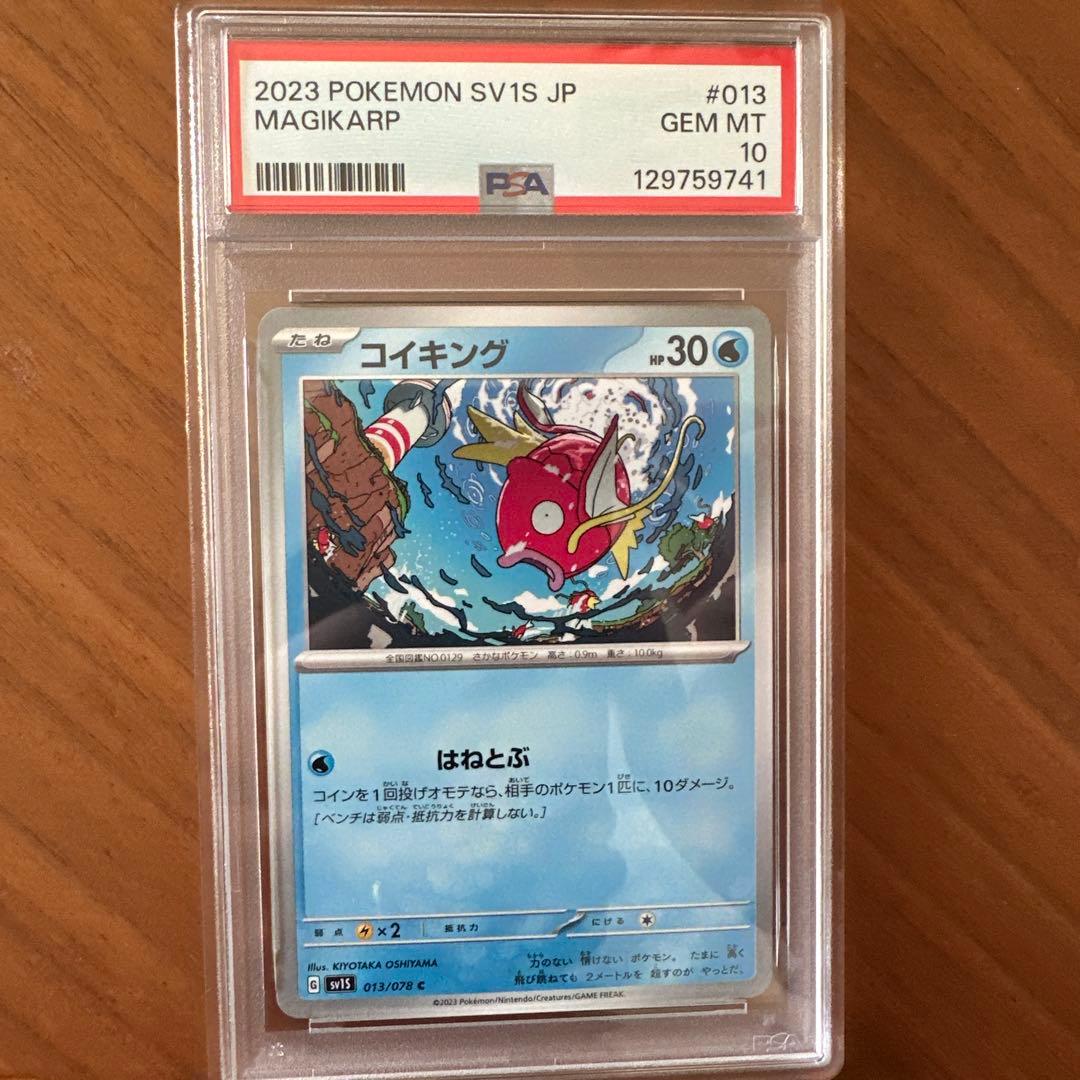 2023 POKEMON SV1S JP #013
MAGIKARP GEM MT
10
PSA 129759741
たね コイキング HP 30
全国図鑑NO.0129 さかなポケモン 高さ:0.9m 重さ:10.0kg
はねとぶ
コインを1回投げオモテなら、相手のポケモン1匹に、10ダメージ。
[ベンチは弱点・抵抗力を計算しない。]
弱点 ×2 抵抗力 にげる
Illus. KIYOTAKA OSHIYAMA
力のない 情けない ポケモン。 たまに 高く
飛び跳ねても 2メートルを 超すのが やっとだ。
G sv1S 013/078 C
©2023 Pokémon/Nintendo/Creatures/GAME FREAK.